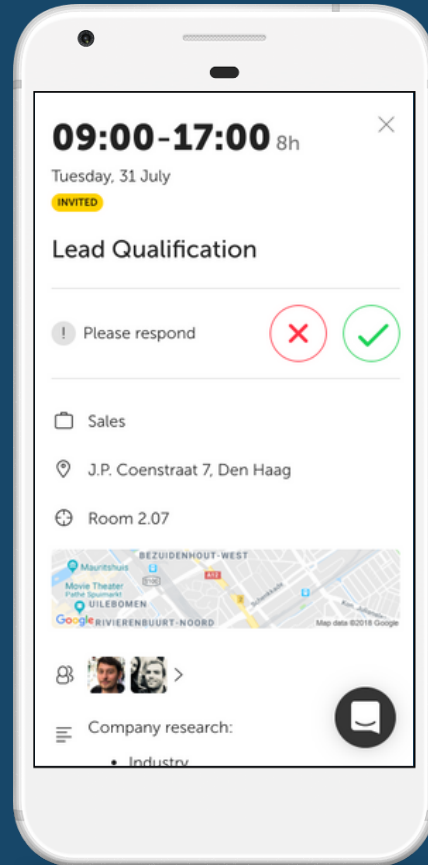 09:00-17:00 8h
Tuesday, 31 July
INVITED
Lead Qualification
! Please respond
Sales
J.P. Coenstraat 7, Den Haag
Room 2.07
BEZUIDENHOUT-WEST
Mauritshuis
A12
Movie Theater
Pathé Spuimarkt
UILEBOMEN
Schenkkade
Google
RIVIERENBUURT-NOORD
Map data ©2018 Google
Company research:
• Industry